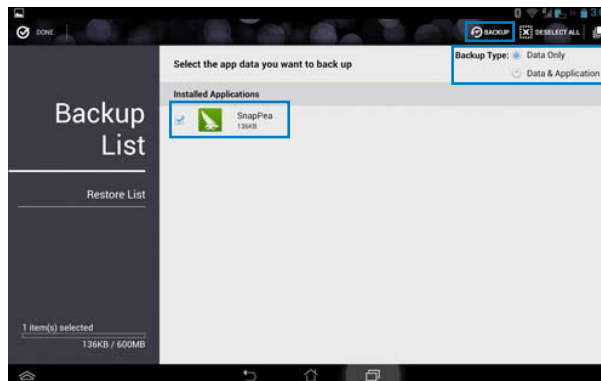 DONE
BACKUP
DESELECT ALL
Select the app data you want to back up
Backup Type:
Data Only
Data & Application
Installed Applications
SnapPea
136KB
Backup
List
Restore List
1 item(s) selected
136KB / 600MB